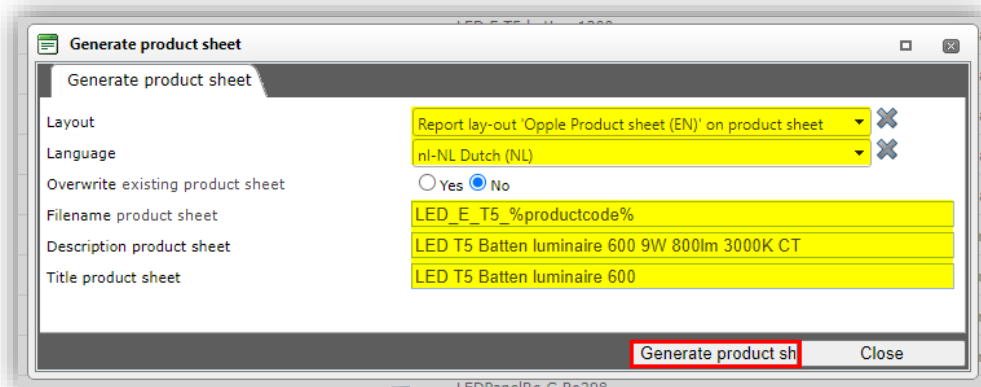 Generate product sheet
Generate product sheet
Layout Report lay-out 'Opple Product sheet (EN)' on product sheet
Language nl-NL Dutch (NL)
Overwrite existing product sheet Yes No
Filename product sheet LED_E_T5_%productcode%
Description product sheet LED T5 Batten luminaire 600 9W 800lm 3000K CT
Title product sheet LED T5 Batten luminaire 600
Generate product sh Close